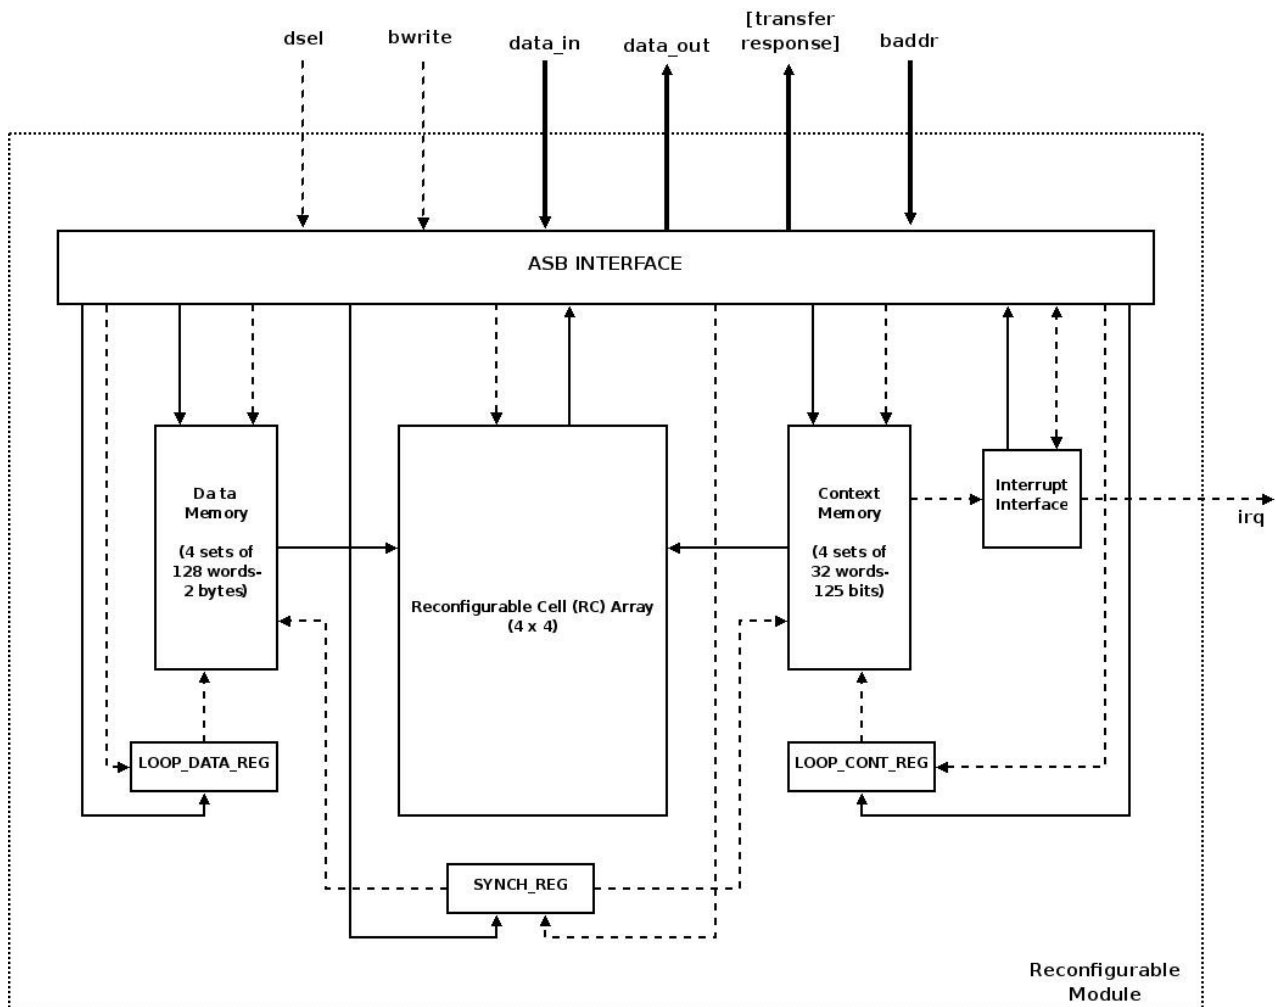 [transfer
response]
dsel
bwrite
data_in
data_out
baddr
ASB INTERFACE
Data
Memory
(4 sets of
128 words-
2 bytes)
Reconfigurable Cell (RC) Array
(4 x 4)
Context
Memory
(4 sets of
32 words-
125 bits)
Interrupt
Interface
irq
LOOP_DATA_REG
LOOP_CONT_REG
SYNCH_REG
Reconfigurable
Module